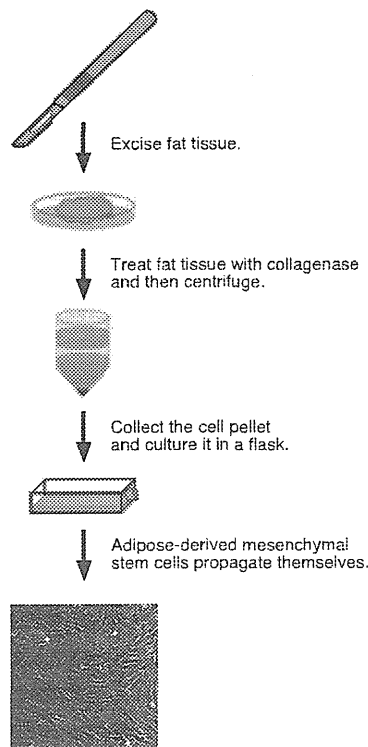 Excise fat tissue.
Treat fat tissue with collagenase
and then centrifuge.
Collect the cell pellet
and culture it in a flask.
Adipose-derived mesenchymal
stem cells propagate themselves.